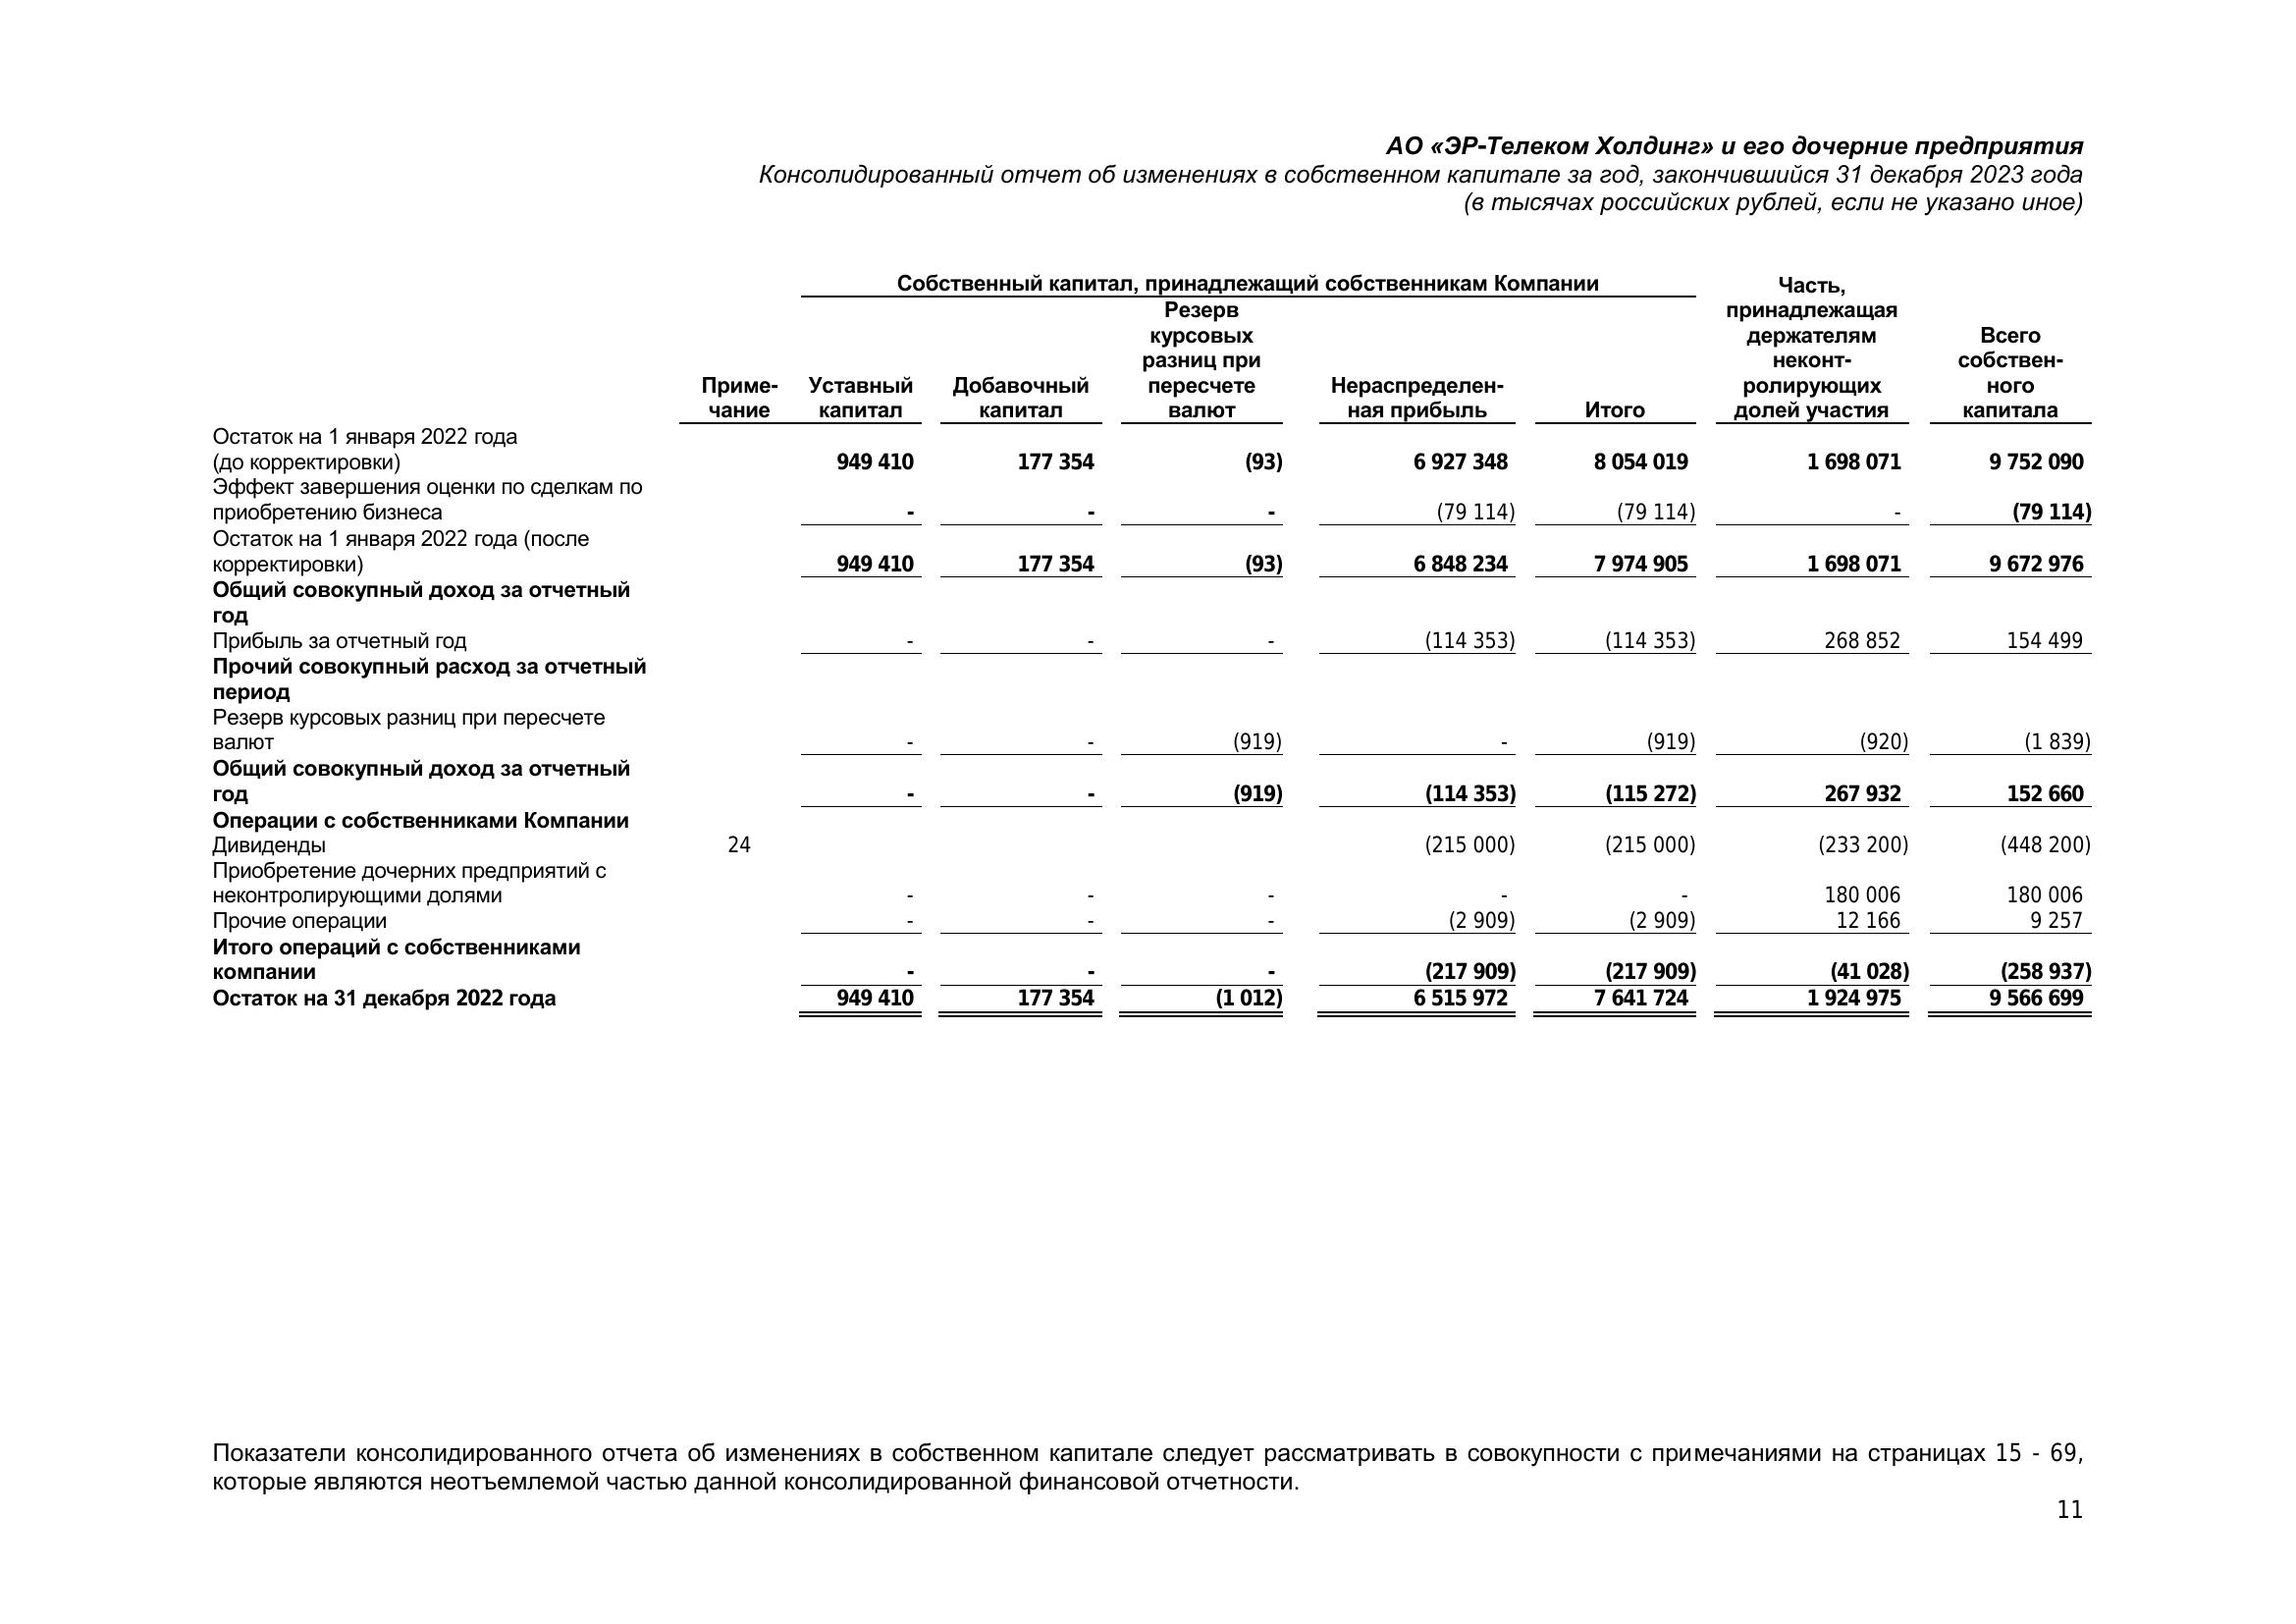 АО «ЭР-Телеком Холдинг» и его дочерние предприятия
Консолидированный отчет об изменениях в собственном капитале за год, закончившийся 31 декабря 2023 года
(в тысячах российских рублей, если не указано иное)
Собственный капитал, принадлежащий собственникам Компании
Приме-
чание
Уставный
капитал
Добавочный
капитал
Резерв
курсовых
разниц при
пересчете
валют
Нераспределен-
ная прибыль
Итого
Часть,
принадлежащая
держателям
неконт-
ролирующих
долей участия
Всего
собствен-
ного
капитала
Остаток на 1 января 2022 года
(до корректировки) 949 410 177 354 (93) 6 927 348 8 054 019 1 698 071 9 752 090
Эффект завершения оценки по сделкам по
приобретению бизнеса - - - (79 114) (79 114) - (79 114)
Остаток на 1 января 2022 года (после
корректировки) 949 410 177 354 (93) 6 848 234 7 974 905 1 698 071 9 672 976
Общий совокупный доход за отчетный
год
Прибыль за отчетный год - - - (114 353) (114 353) 268 852 154 499
Прочий совокупный расход за отчетный
период
Резерв курсовых разниц при пересчете
валют - - (919) - (919) (920) (1 839)
Общий совокупный доход за отчетный
год - - (919) (114 353) (115 272) 267 932 152 660
Операции с собственниками Компании
Дивиденды 24 (215 000) (215 000) (233 200) (448 200)
Приобретение дочерних предприятий с
неконтролирующими долями - - - - - 180 006 180 006
Прочие операции - - - (2 909) (2 909) 12 166 9 257
Итого операций с собственниками
компании - - - (217 909) (217 909) (41 028) (258 937)
Остаток на 31 декабря 2022 года 949 410 177 354 (1 012) 6 515 972 7 641 724 1 924 975 9 566 699
Показатели консолидированного отчета об изменениях в собственном капитале следует рассматривать в совокупности с примечаниями на страницах 15 - 69,
которые являются неотъемлемой частью данной консолидированной финансовой отчетности.
11